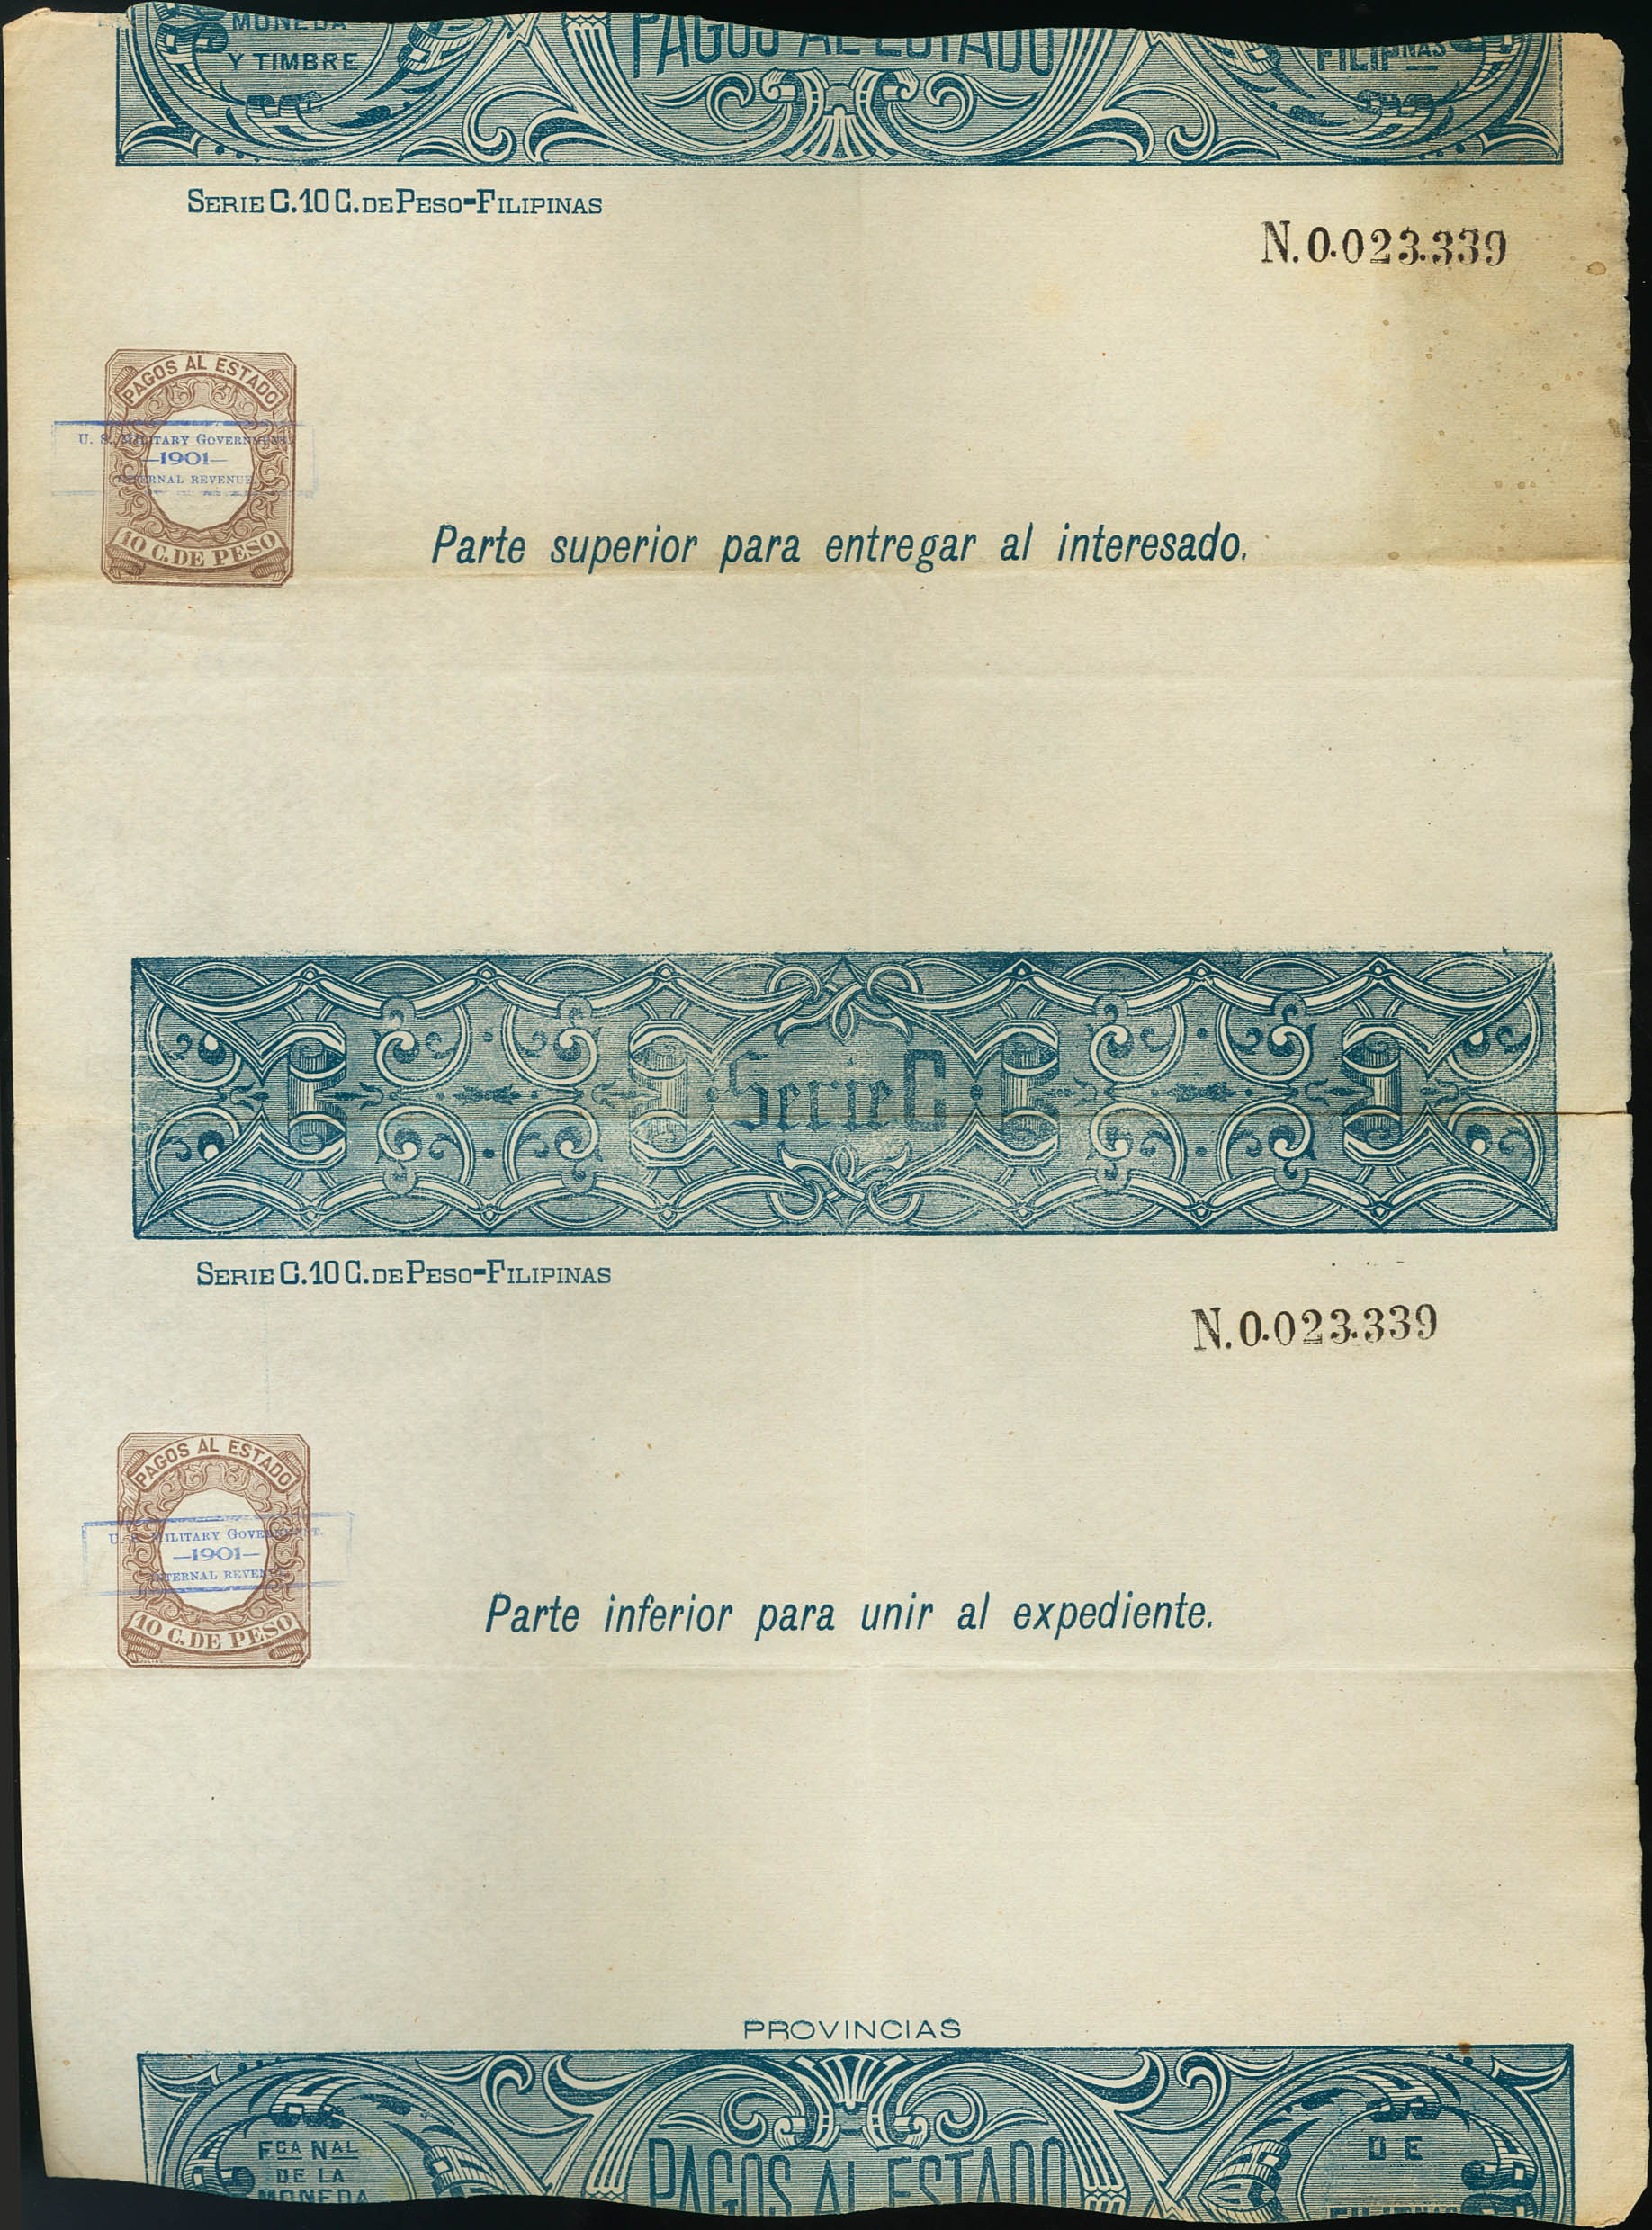 MONEDA
Y TIMBRE
PAGOS AL ESTADO
FILIPINAS
SERIE C.10 C. DE PESO-FILIPINAS
N. 0.023.339
PAGOS AL ESTADO
U. S. MILITARY GOVERNMENT.
—1901—
INTERNAL REVENUE
10 C. DE PESO
Parte superior para entregar al interesado.
Serie C
SERIE C.10 C. DE PESO-FILIPINAS
N. 0.023.339
PAGOS AL ESTADO
U. S. MILITARY GOVERNMENT.
—1901—
INTERNAL REVENUE
10 C. DE PESO
Parte inferior para unir al expediente.
PROVINCIAS
FCA NAL
DE LA
MONEDA
PAGOS AL ESTADO
DE
FILIPINAS